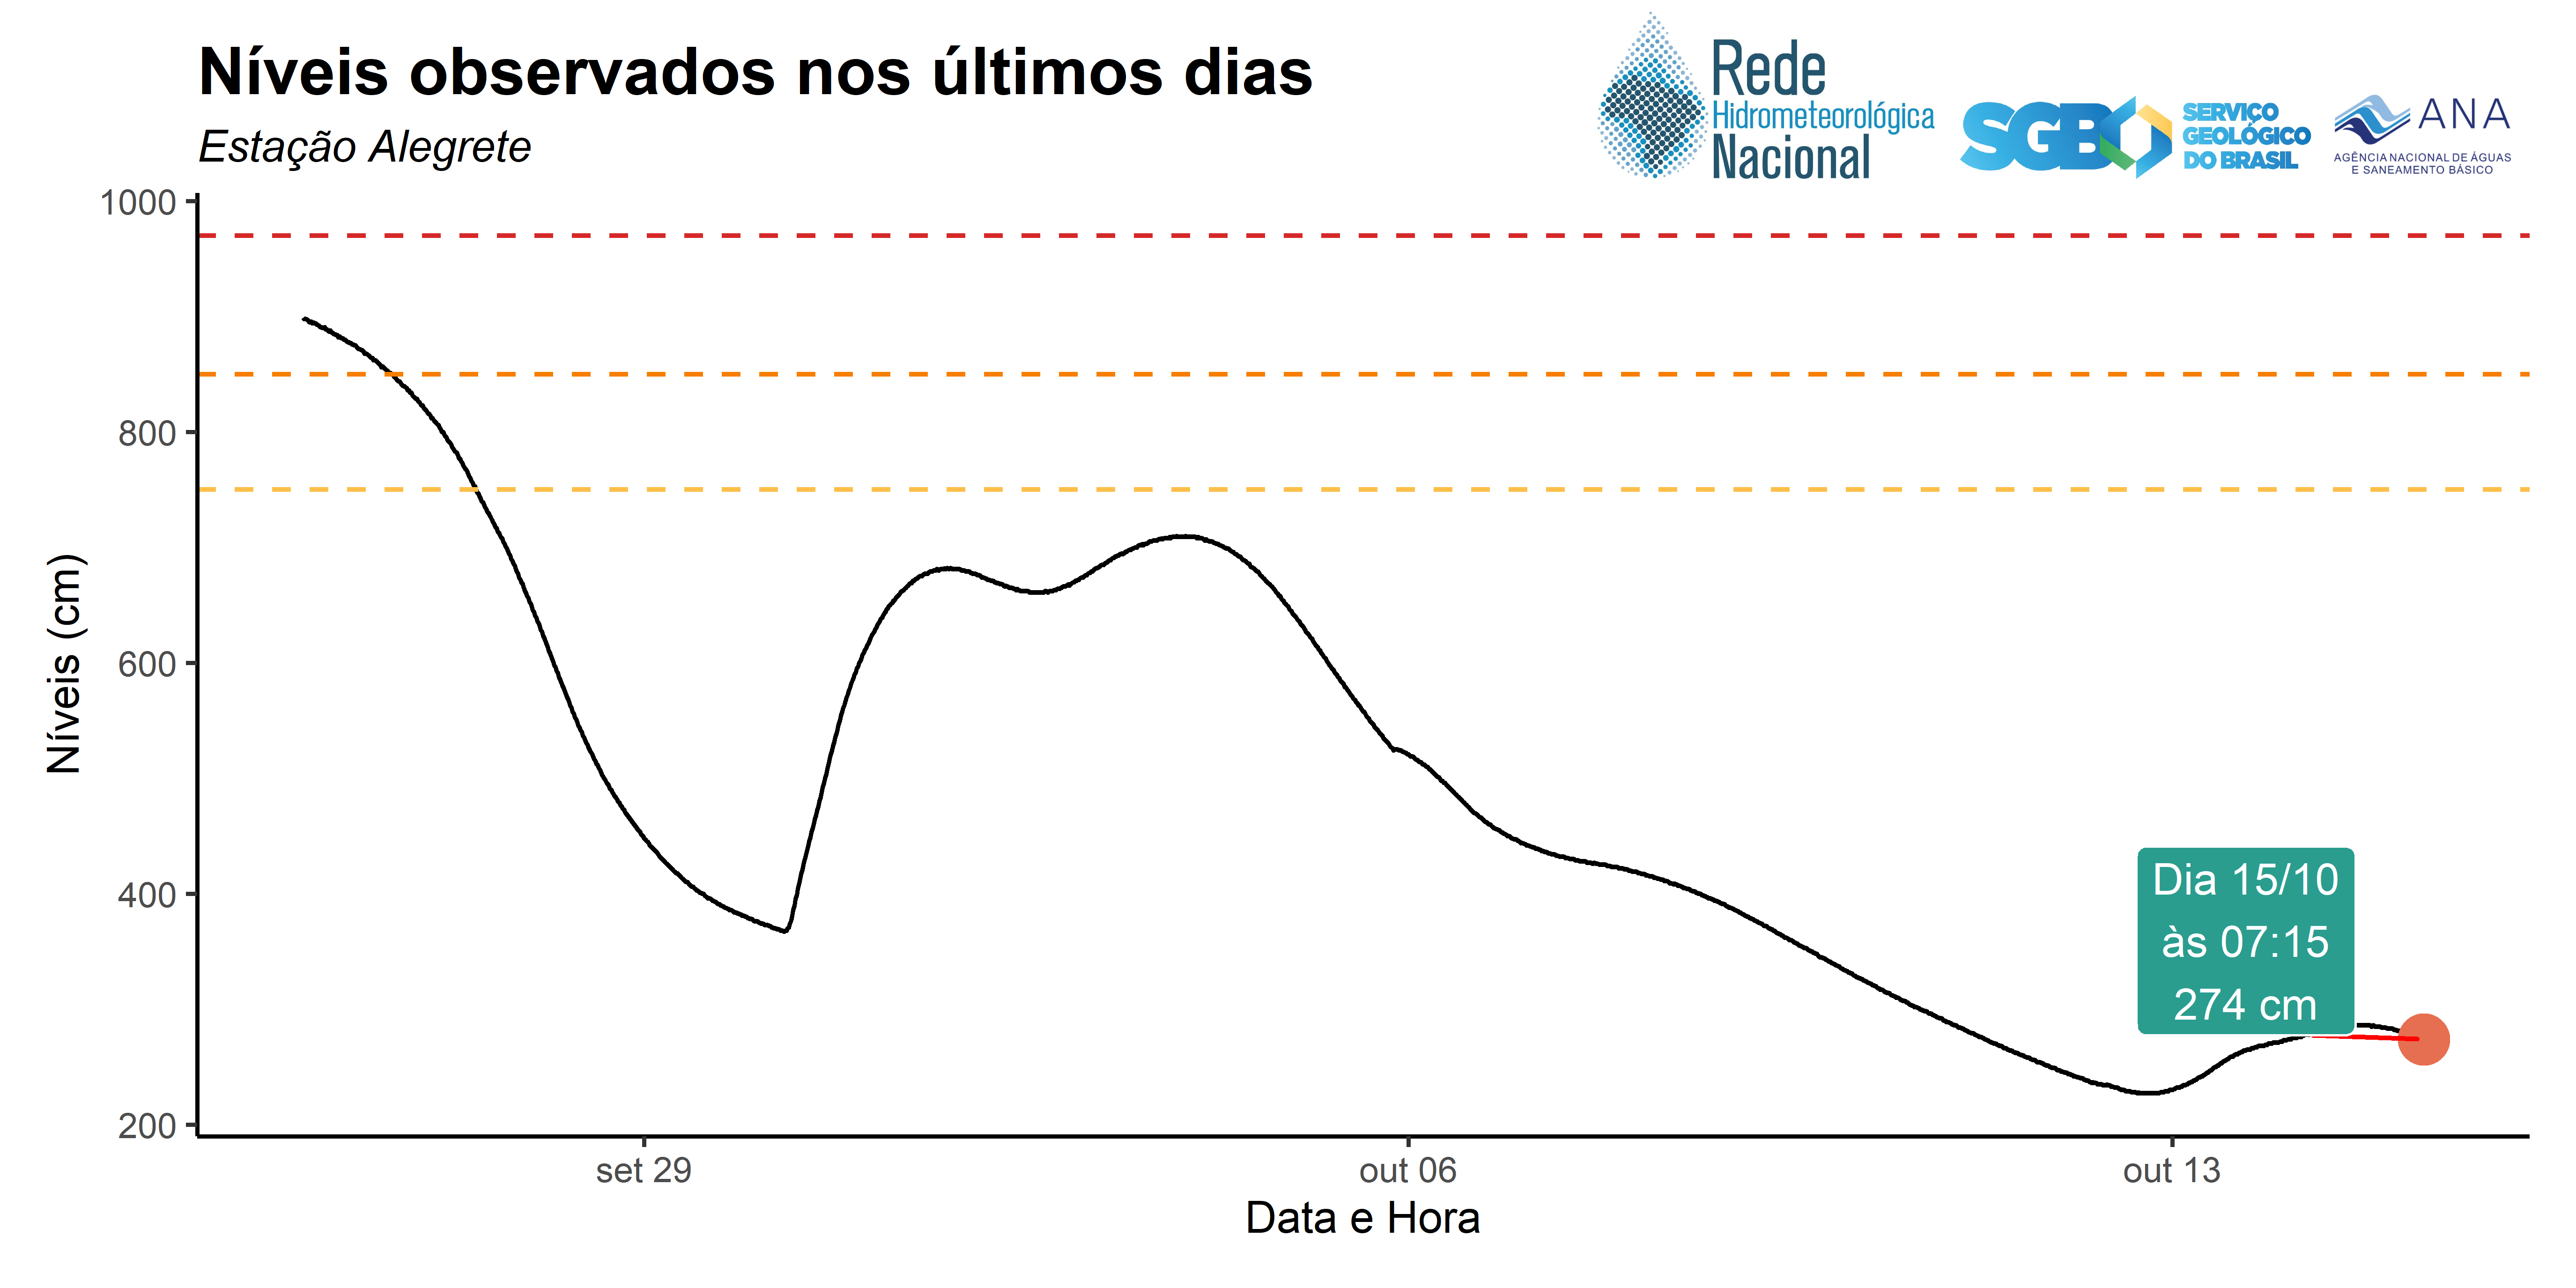 Níveis observados nos últimos dias
Estação Alegrete
Rede
Hidrometeorológica
Nacional
SGB
SERVIÇO
GEOLÓGICO
DO BRASIL
ANA
AGÊNCIA NACIONAL DE ÁGUAS
E SANEAMENTO BÁSICO
1000
800
600
400
200
Níveis (cm)
Dia 15/10
às 07:15
274 cm
set 29
out 06
out 13
Data e Hora